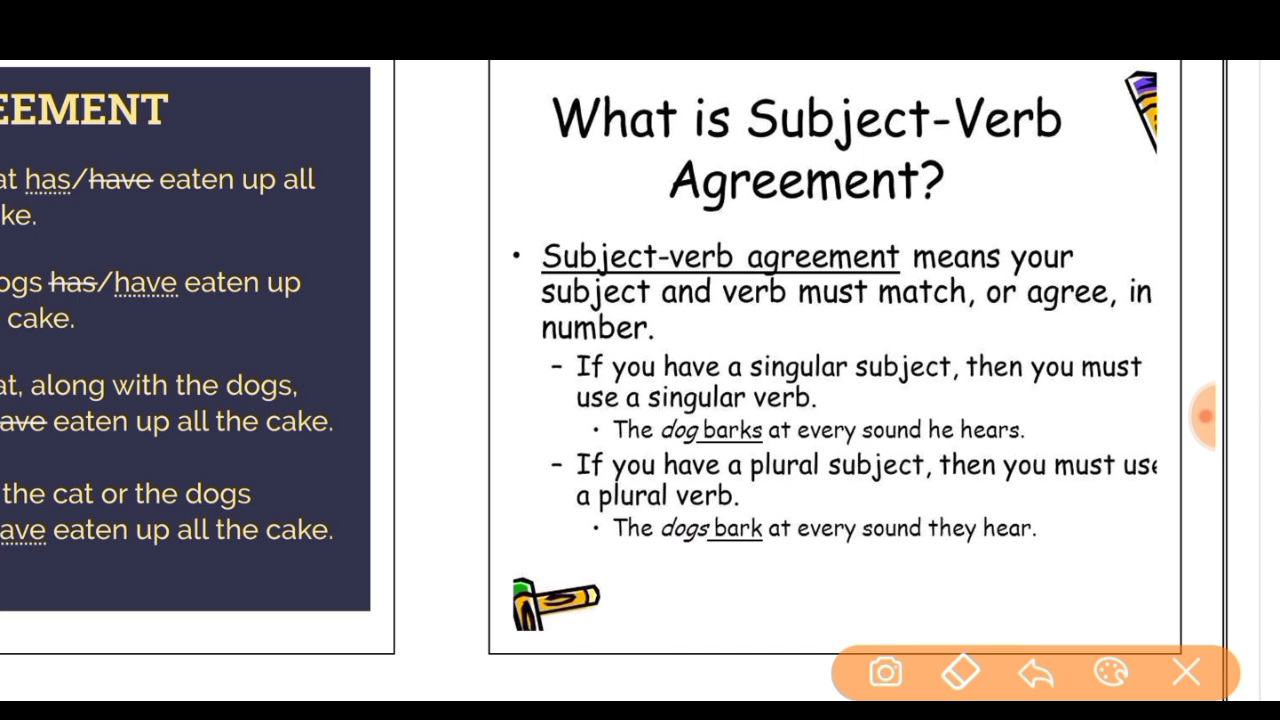 EEMENT
at has/have eaten up all
ke.
ogs has/have eaten up
cake.
at, along with the dogs,
ave eaten up all the cake.
the cat or the dogs
ave eaten up all the cake.
What is Subject-Verb
Agreement?
• Subject-verb agreement means your
subject and verb must match, or agree, in
number.
– If you have a singular subject, then you must
use a singular verb.
• The dog barks at every sound he hears.
– If you have a plural subject, then you must use
a plural verb.
• The dogs bark at every sound they hear.